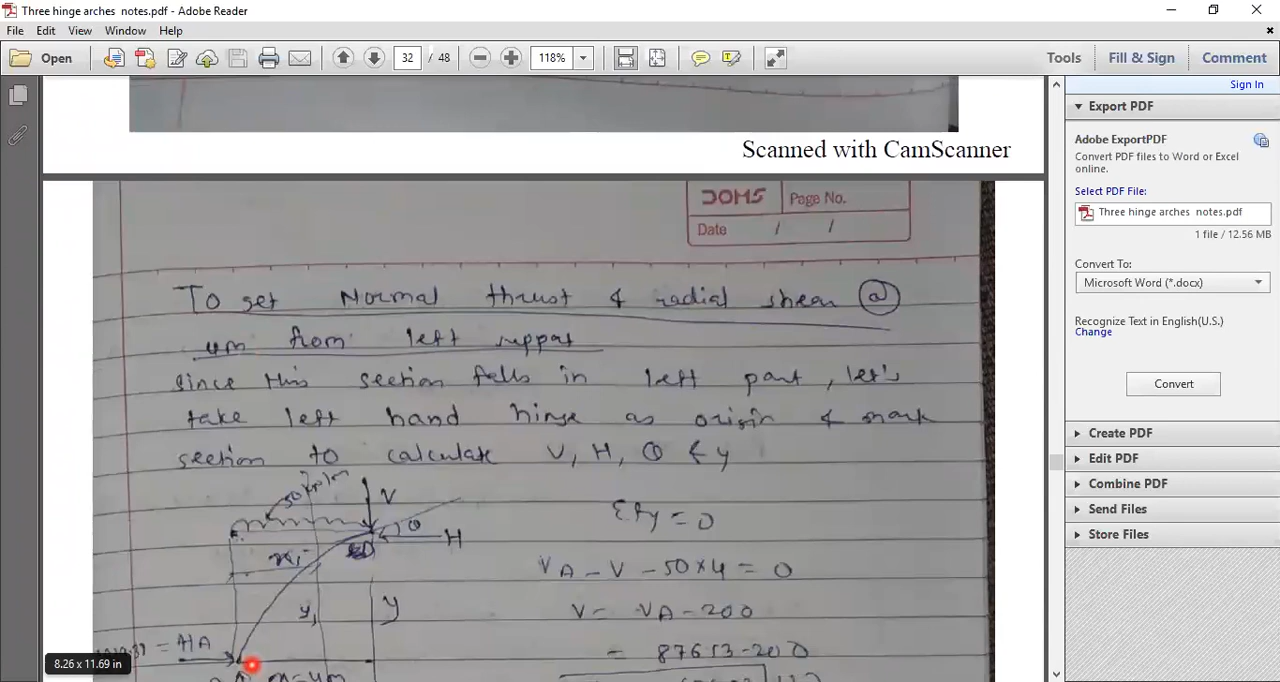 Three hinge arches notes.pdf - Adobe Reader
File Edit View Window Help
Open 32 / 48 118% Tools Fill & Sign Comment
Sign In
Export PDF
Adobe ExportPDF
Convert PDF files to Word or Excel
online.
Select PDF File:
Three hinge arches notes.pdf
1 file / 12.56 MB
Convert To:
Microsoft Word (*.docx)
Recognize Text in English(U.S.)
Change
Convert
Create PDF
Edit PDF
Combine PDF
Send Files
Store Files
Scanned with CamScanner
DOMS Page No.
Date / /
To get Normal thrust & radial shear @
4m from left support
since this section falls in left part, let's
take left hand hinge as origin & mark
section to calculate V, H, θ & y
50 kN/m V
θ
H
ΣFy = 0
VA - V - 50×4 = 0
y
V = VA - 200
= HA
x = 4m
8.26 x 11.69 in